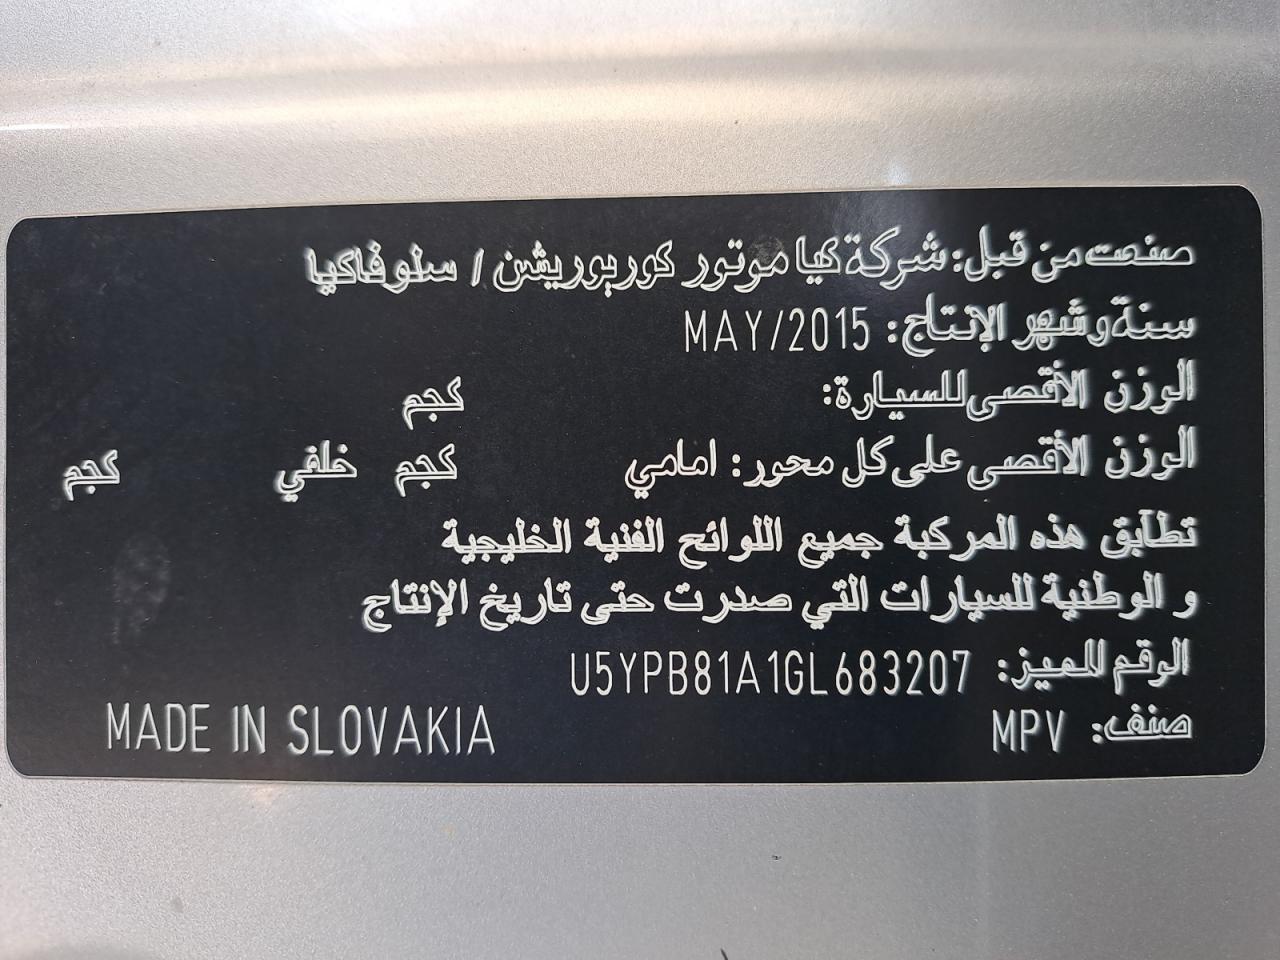 صنعت من قبل: شركة كيا موتور كوربوريشن / سلوفاكيا
سنة وشهر الإنتاج: MAY/2015
الوزن الأقصى للسيارة: كجم
الوزن الأقصى على كل محور: امامي كجم خلفي كجم
تطابق هذه المركبة جميع اللوائح الفنية الخليجية
و الوطنية للسيارات التي صدرت حتى تاريخ الإنتاج
الرقم المميز: U5YPB81A1GL683207
صنف: MPV MADE IN SLOVAKIA